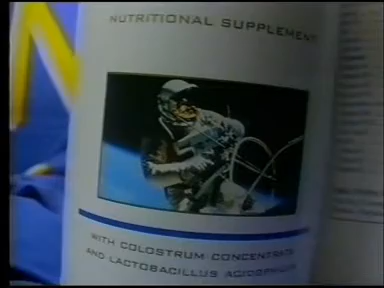 NUTRITIONAL SUPPLEMENT
WITH COLOSTRUM CONCENTRATE
AND LACTOBACILLUS ACIDOPHILUS